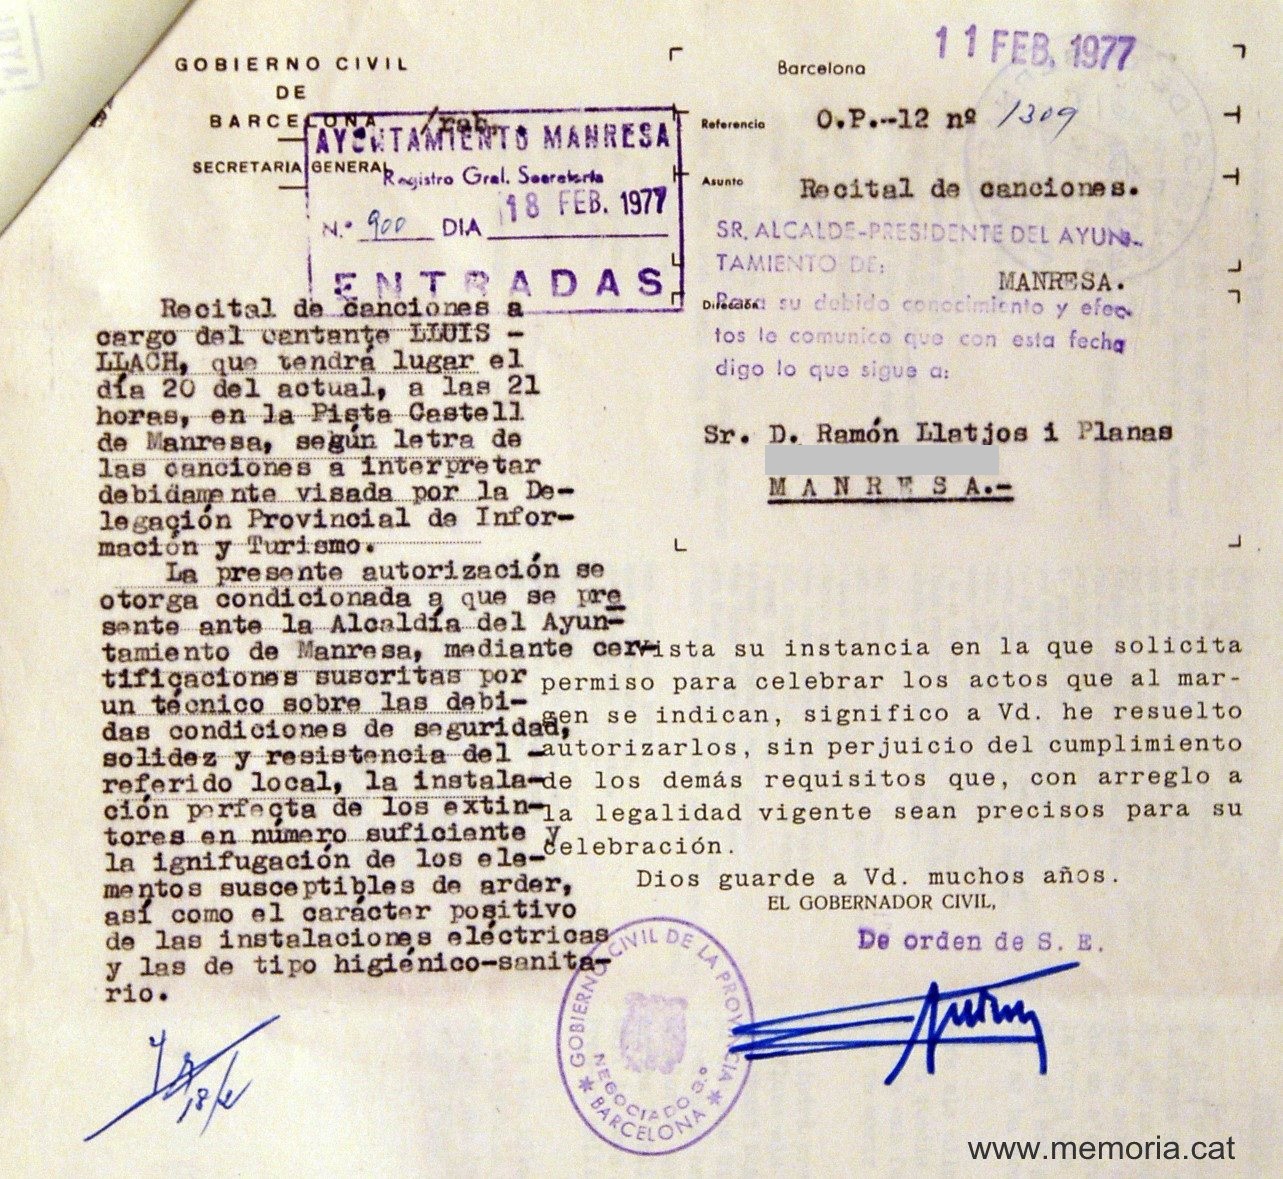 GOBIERNO CIVIL
DE
BARCELONA
/rab.
SECRETARIA GENERAL
AYUNTAMIENTO MANRESA
Registro Gral. Secretaría
N.º 900 DIA 18 FEB. 1977
ENTRADAS
Barcelona 11 FEB. 1977
Referencia O.P.-12 nº 1309
Asunto Recital de canciones.
SR. ALCALDE-PRESIDENTE DEL AYUN-
TAMIENTO DE:
MANRESA.
Dirección
Para su debido conocimiento y efec-
tos le comunico que con esta fecha
digo lo que sigue a:
Sr. D. Ramón Llatjos i Planas
MANRESA.-
Recital de canciones a
cargo del cantante LLUIS -
LLACH, que tendrá lugar el
día 20 del actual, a las 21
horas, en la Pista Castell
de Manresa, según letra de
las canciones a interpretar
debidamente visada por la De-
legación Provincial de Infor-
mación y Turismo.
La presente autorización se
otorga condicionada a que se pre
sente ante la Alcaldía del Ayun-
tamiento de Manresa, mediante cer-
tificaciones suscritas por
un técnico sobre las debi-
das condiciones de seguridad,
solidez y resistencia del -
referido local, la instala-
ción perfecta de los extin-
tores en número suficiente y
la ignifugación de los ele-
mentos susceptibles de arder,
así como el carácter positivo
de las instalaciones eléctricas
y las de tipo higiénico-sanita-
rio.
Vista su instancia en la que solicita
permiso para celebrar los actos que al mar-
gen se indican, significo a Vd. he resuelto
autorizarlos, sin perjuicio del cumplimiento
de los demás requisitos que, con arreglo a
la legalidad vigente sean precisos para su
celebración.
Dios guarde a Vd. muchos años.
EL GOBERNADOR CIVIL,
De orden de S. E.
GOBIERNO CIVIL DE LA PROVINCIA
NEGOCIADO 3.º
* BARCELONA *
www.memoria.cat